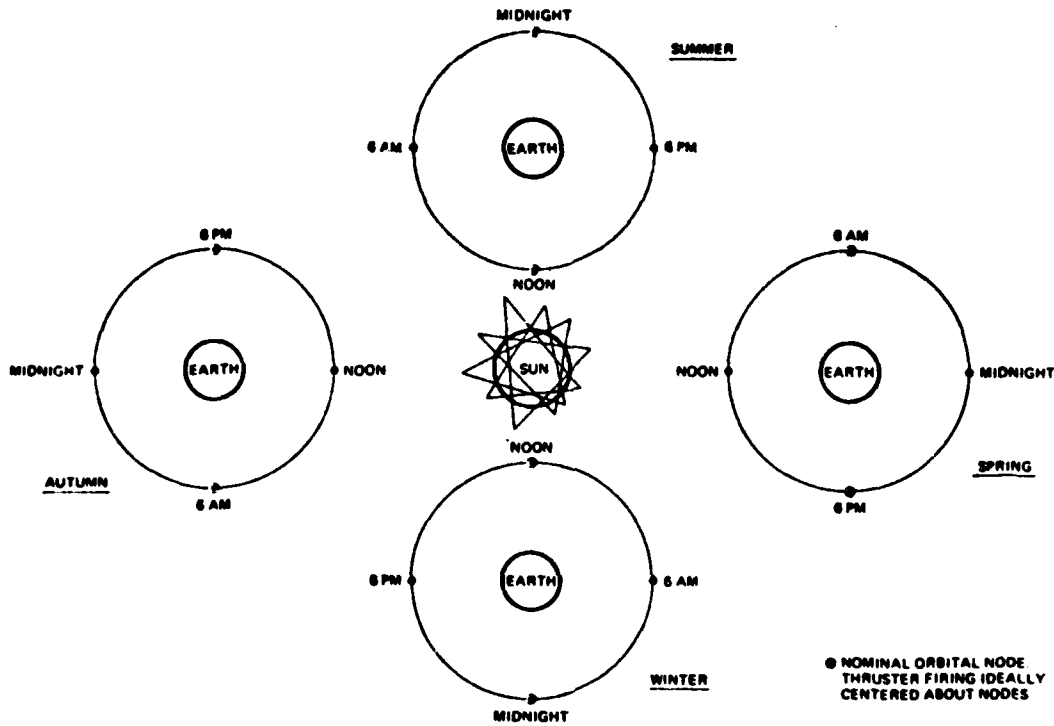 MIDNIGHT
SUMMER
6 AM
EARTH
6 PM
NOON
6 PM
MIDNIGHT
EARTH
NOON
AUTUMN
6 AM
SUN
6 AM
NOON
EARTH
MIDNIGHT
SPRING
6 PM
NOON
6 PM
EARTH
6 AM
WINTER
MIDNIGHT
NOMINAL ORBITAL NODE.
THRUSTER FIRING IDEALLY
CENTERED ABOUT NODES